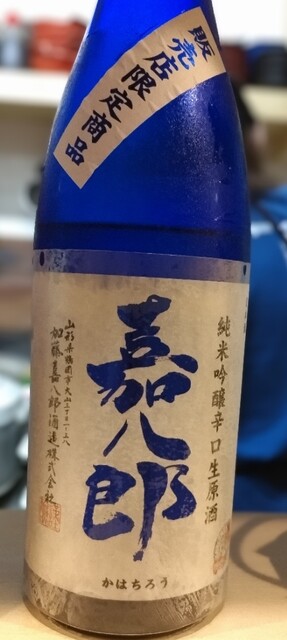 販売店限定商品
純米吟醸辛口生原酒
嘉八郎
かはちろう
加藤嘉八郎酒造株式会社